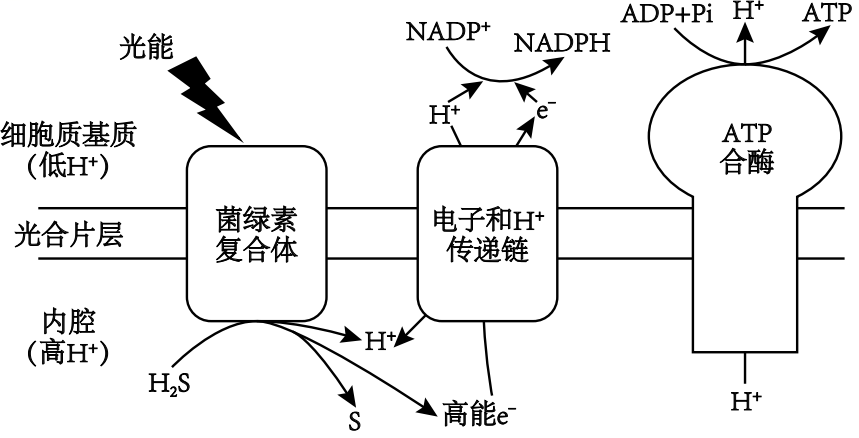 光能
NADP⁺
NADPH
ADP+Pi
H⁺
ATP
H⁺
e⁻
细胞质基质
(低H⁺)
ATP
合酶
光合片层
菌绿素
复合体
电子和H⁺
传递链
内腔
(高H⁺)
H⁺
H₂S
S
高能e⁻
H⁺